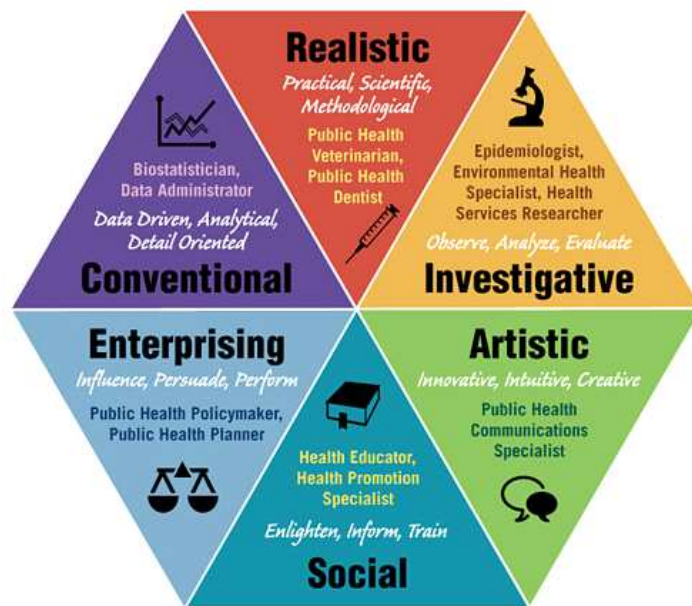 Realistic
Practical, Scientific,
Methodological
Public Health
Veterinarian,
Public Health
Dentist
Epidemiologist,
Environmental Health
Specialist, Health
Services Researcher
Observe, Analyze, Evaluate
Investigative
Artistic
Innovative, Intuitive, Creative
Public Health
Communications
Specialist
Health Educator,
Health Promotion
Specialist
Enlighten, Inform, Train
Social
Enterprising
Influence, Persuade, Perform
Public Health Policymaker,
Public Health Planner
Biostatistician,
Data Administrator
Data Driven, Analytical,
Detail Oriented
Conventional